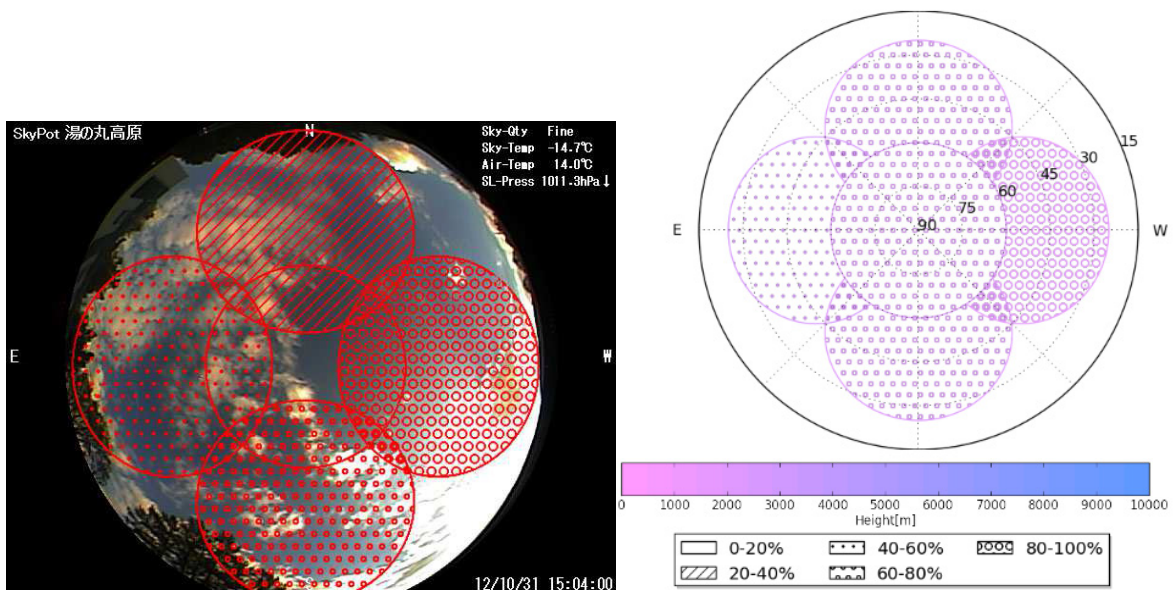 SkyPot 湯の丸高原
N
Sky-Qty Fine
Sky-Temp -14.7℃
Air-Temp 14.0℃
SL-Press 1011.3hPa↓
E
W
12/10/31 15:04:00
15
30
45
60
75
90
E
W
0 1000 2000 3000 4000 5000 6000 7000 8000 9000 10000
Height[m]
0-20% 40-60% 80-100%
20-40% 60-80%